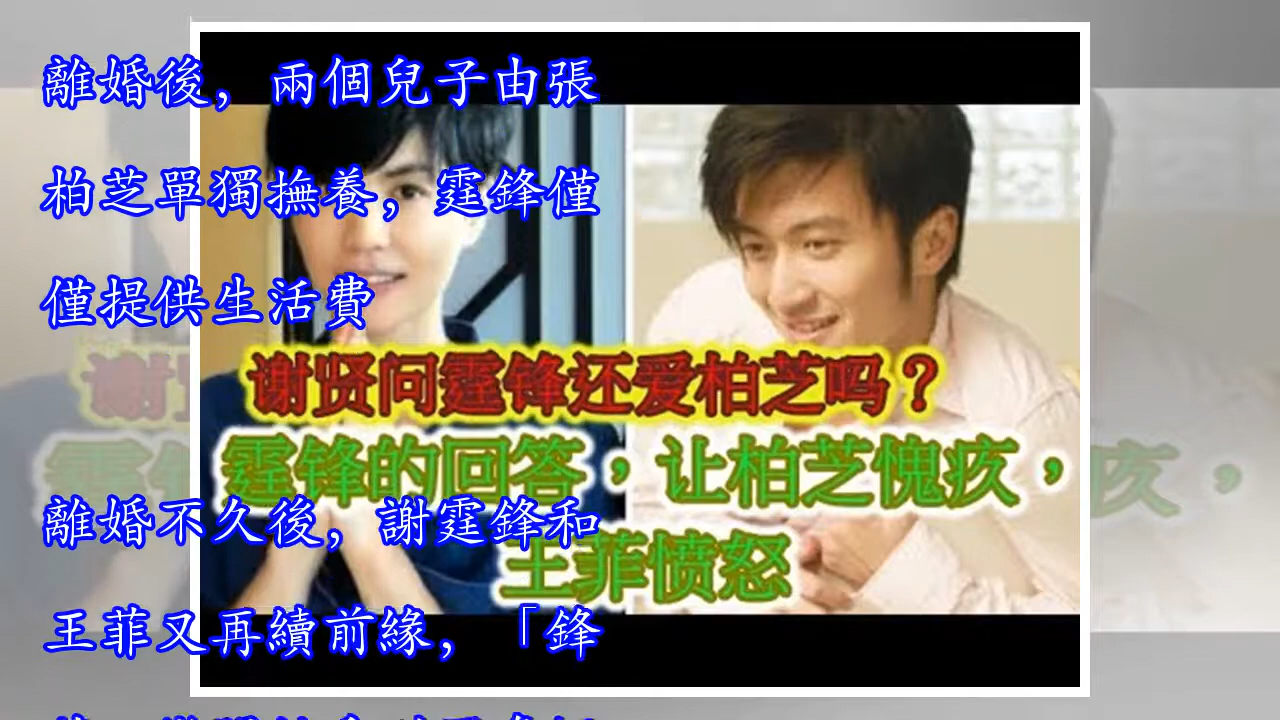 離婚後，兩個兒子由張
柏芝單獨撫養，霆鋒僅
僅提供生活費
谢贤问霆锋还爱柏芝吗？
霆锋的回答，让柏芝愧疚，
王菲愤怒
離婚不久後，謝霆鋒和
王菲又再續前緣，「鋒